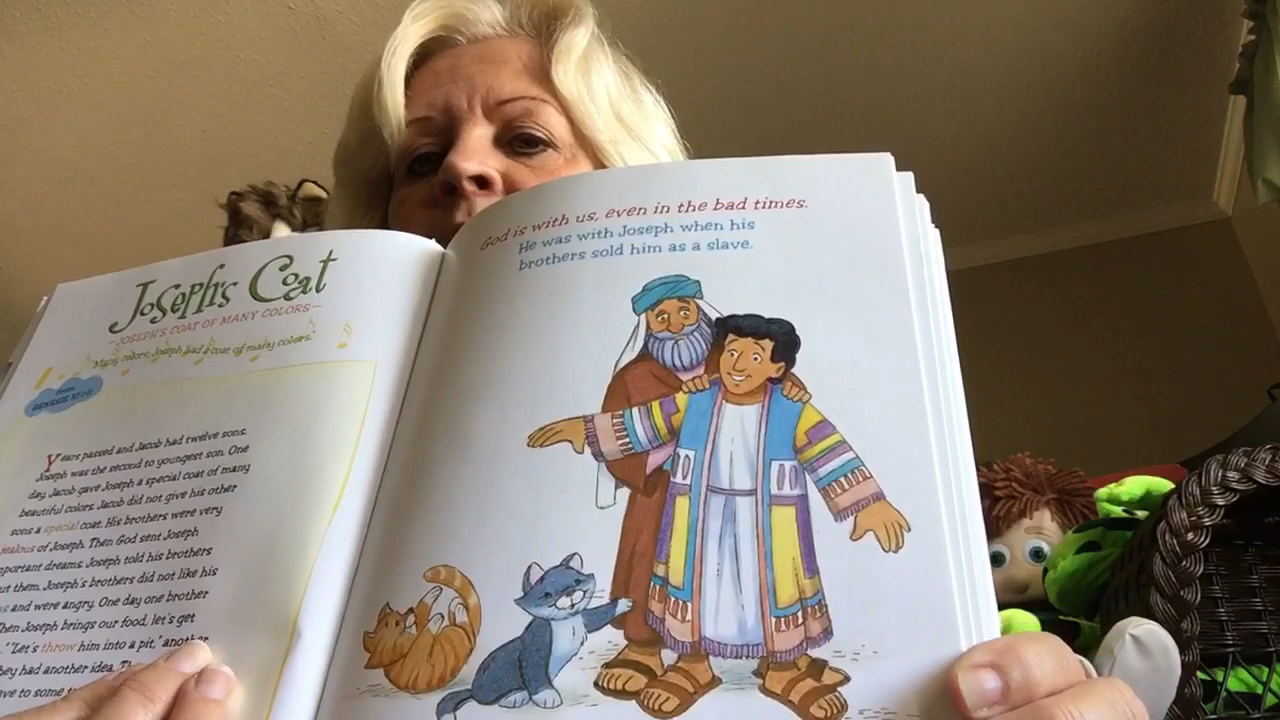 Joseph's Coat
-JOSEPH'S COAT OF MANY COLORS-
"Many colors, Joseph had a coat of many colors."
from
GENESIS 37:1-11
Years passed and Jacob had twelve sons.
Joseph was the second to youngest son. One
day, Jacob gave Joseph a special coat of many
beautiful colors. Jacob did not give his other
sons a special coat. His brothers were very
jealous of Joseph. Then God sent Joseph
dreams. Joseph told his brothers
them. Joseph's brothers did not like his
and were angry. One day one brother
Joseph brings our food, let's get
"Let's throw him into a pit," another
had another idea.
to some
God is with us, even in the bad times.
He was with Joseph when his
brothers sold him as a slave.